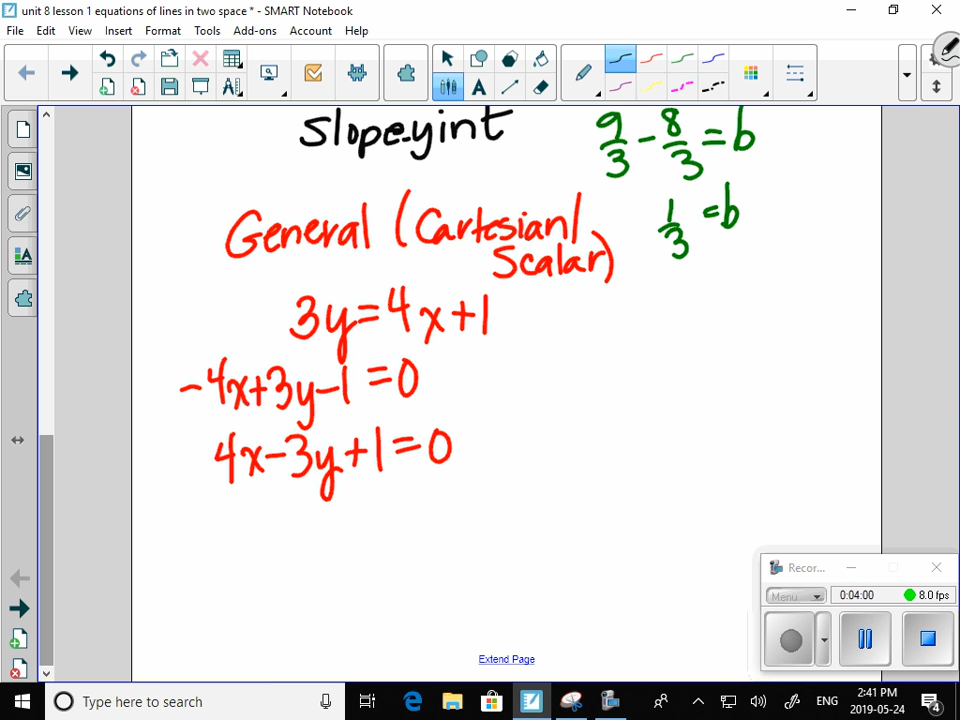 unit 8 lesson 1 equations of lines in two space * - SMART Notebook
File Edit View Insert Format Tools Add-ons Account Help
slope-yint
9/3 - 8/3 = b
1/3 = b
General (Cartesian/
Scalar)
3y=4x+1
-4x+3y-1=0
4x-3y+1=0
Recor...
Menu 0:04:00 8.0 fps
Extend Page
Type here to search
ENG
2:41 PM
2019-05-24
4